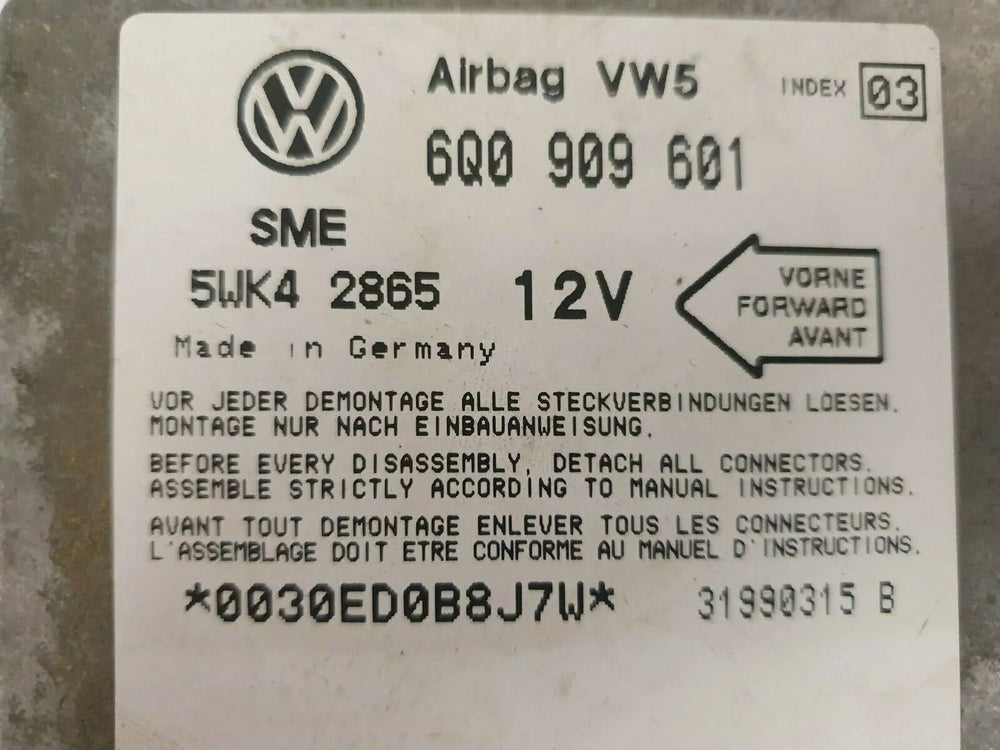 Airbag VW5 INDEX 03
6Q0 909 601
SME
5WK4 2865 12V
VORNE
FORWARD
AVANT
Made in Germany
VOR JEDER DEMONTAGE ALLE STECKVERBINDUNGEN LOESEN.
MONTAGE NUR NACH EINBAUANWEISUNG.
BEFORE EVERY DISASSEMBLY, DETACH ALL CONNECTORS.
ASSEMBLE STRICTLY ACCORDING TO MANUAL INSTRUCTIONS.
AVANT TOUT DEMONTAGE ENLEVER TOUS LES CONNECTEURS.
L'ASSEMBLAGE DOIT ETRE CONFORME AU MANUEL D'INSTRUCTIONS.
*0030ED0B8J7W* 31990315 B